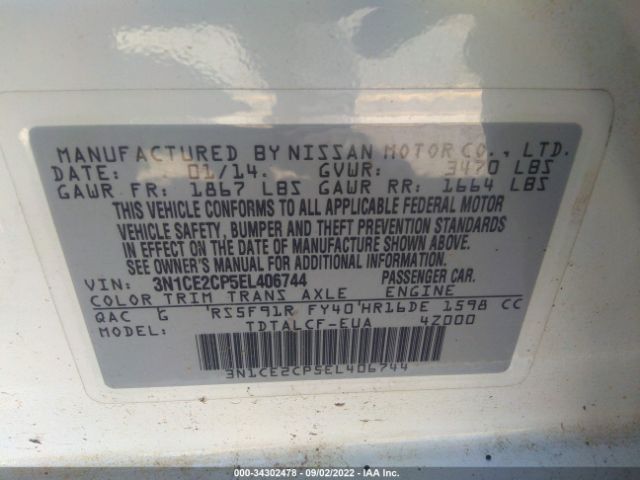 MANUFACTURED BY NISSAN MOTOR CO., LTD.
DATE: 01/14. GVWR: 3470 LBS
GAWR FR: 1867 LBS GAWR RR: 1664 LBS
THIS VEHICLE CONFORMS TO ALL APPLICABLE FEDERAL MOTOR
VEHICLE SAFETY, BUMPER AND THEFT PREVENTION STANDARDS
IN EFFECT ON THE DATE OF MANUFACTURE SHOWN ABOVE.
SEE OWNER'S MANUAL FOR ADDITIONAL INFORMATION.
VIN: 3N1CE2CP5EL406744 PASSENGER CAR.
COLOR TRIM TRANS AXLE ENGINE
QAC G 'RS5F91R FY40'HR16DE 1598 CC
TDTALCF-EUA 4Z000
3N1CE2CP5EL406744
000-34302478 - 09/02/2022 - IAA Inc.